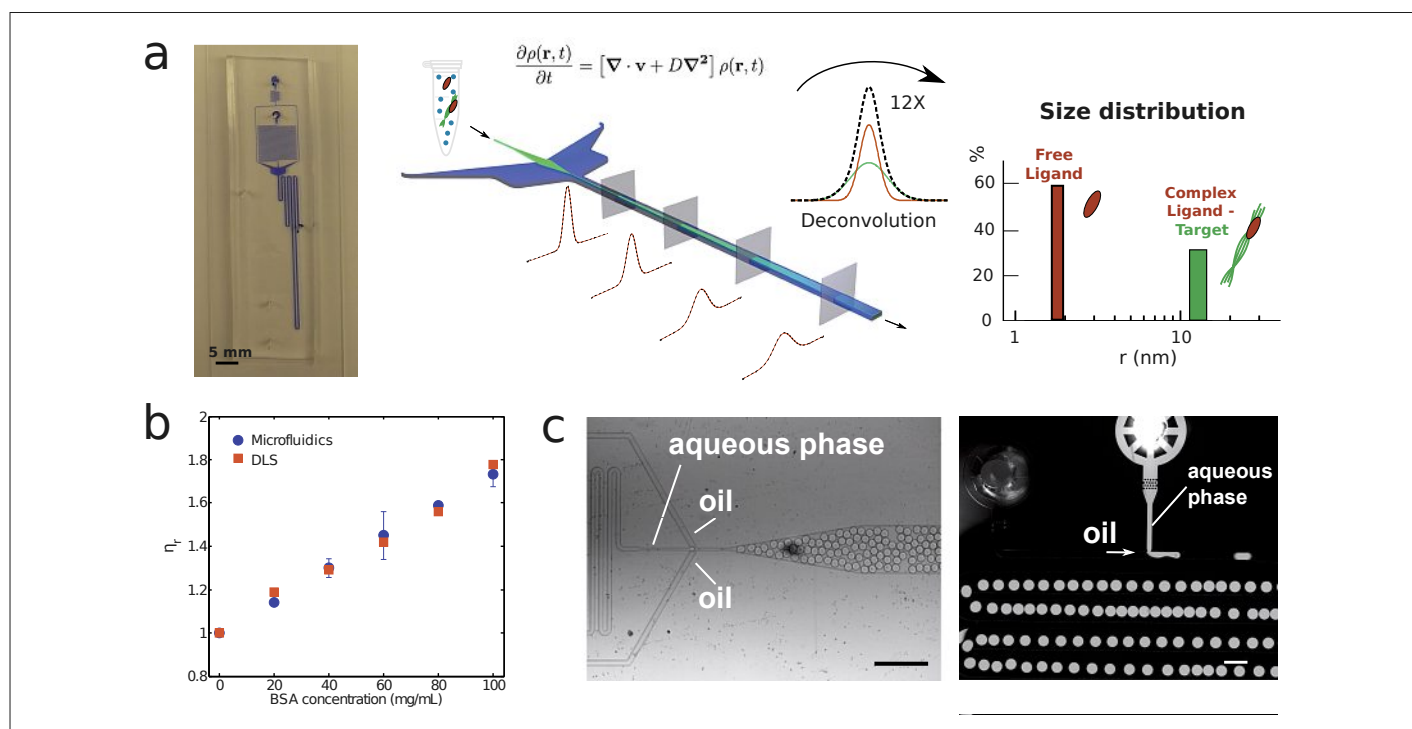 a
5 mm
∂ρ(r, t)/∂t = [∇ · v + D∇²] ρ(r, t)
12X
Deconvolution
Size distribution
%
Free
Ligand
Complex
Ligand -
Target
60
40
20
0
1
10
r (nm)
b
2
1.8
1.6
1.4
1.2
1
0.8
ηr
Microfluidics
DLS
0
20
40
60
80
100
BSA concentration (mg/mL)
c
aqueous phase
oil
oil
aqueous
phase
oil